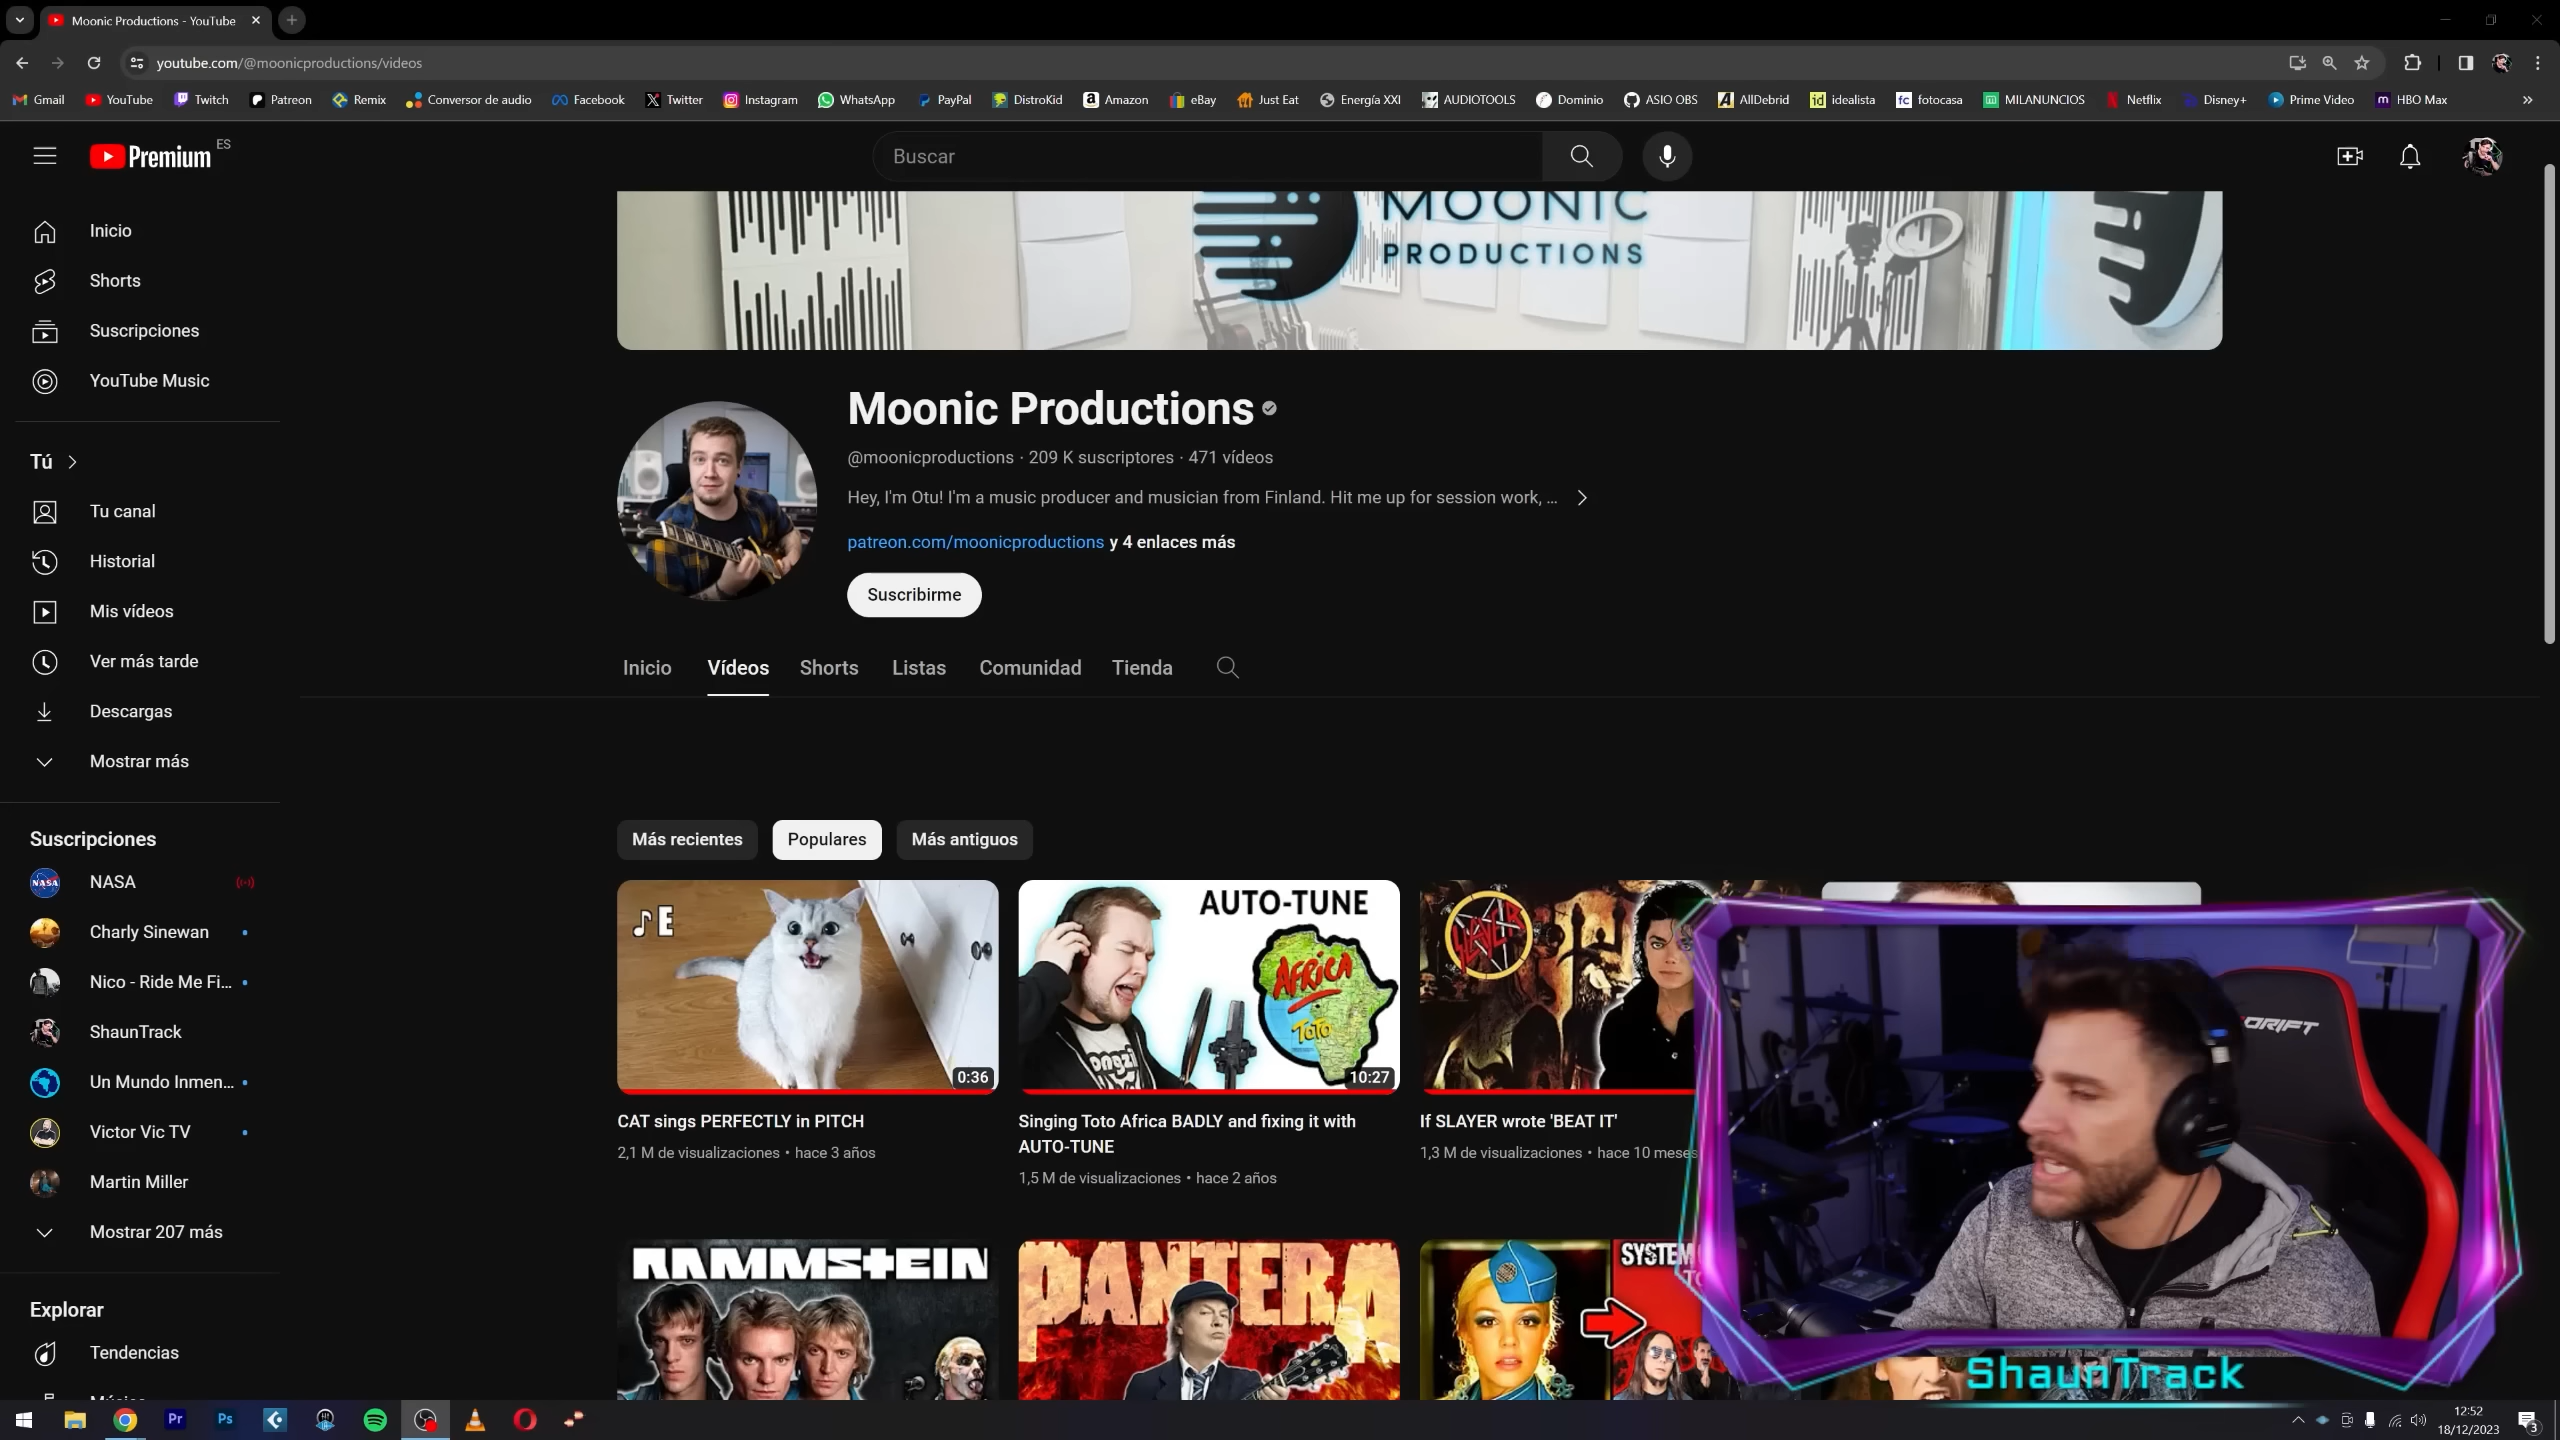 Moonic Productions - YouTube
youtube.com/@moonicproductions/videos
Gmail YouTube Twitch Patreon Remix Conversor de audio Facebook Twitter Instagram WhatsApp PayPal DistroKid Amazon eBay Just Eat Energía XXI AUDIOTOOLS Dominio ASIO OBS AllDebrid idealista fotocasa MILANUNCIOS Netflix Disney+ Prime Video HBO Max
Premium ES
Buscar
Inicio
Shorts
Suscripciones
YouTube Music
Tú
Tu canal
Historial
Mis vídeos
Ver más tarde
Descargas
Mostrar más
Suscripciones
NASA
Charly Sinewan
Nico - Ride Me Fi...
ShaunTrack
Un Mundo Inmen...
Victor Vic TV
Martin Miller
Mostrar 207 más
Explorar
Tendencias
MOONIC
PRODUCTIONS
Moonic Productions
@moonicproductions · 209 K suscriptores · 471 vídeos
Hey, I'm Otu! I'm a music producer and musician from Finland. Hit me up for session work, ...
patreon.com/moonicproductions y 4 enlaces más
Suscribirme
Inicio Vídeos Shorts Listas Comunidad Tienda
Más recientes Populares Más antiguos
E
0:36
CAT sings PERFECTLY in PITCH
2,1 M de visualizaciones • hace 3 años
AUTO-TUNE
AFRICA
TOTO
10:27
Singing Toto Africa BADLY and fixing it with
AUTO-TUNE
1,5 M de visualizaciones • hace 2 años
SLAYER
If SLAYER wrote 'BEAT IT'
1,3 M de visualizaciones • hace 10 meses
RAMMSTEIN
PANTERA
SYSTEM
DRIFT
ShaunTrack
Pr
Ps
12:52
18/12/2023
3